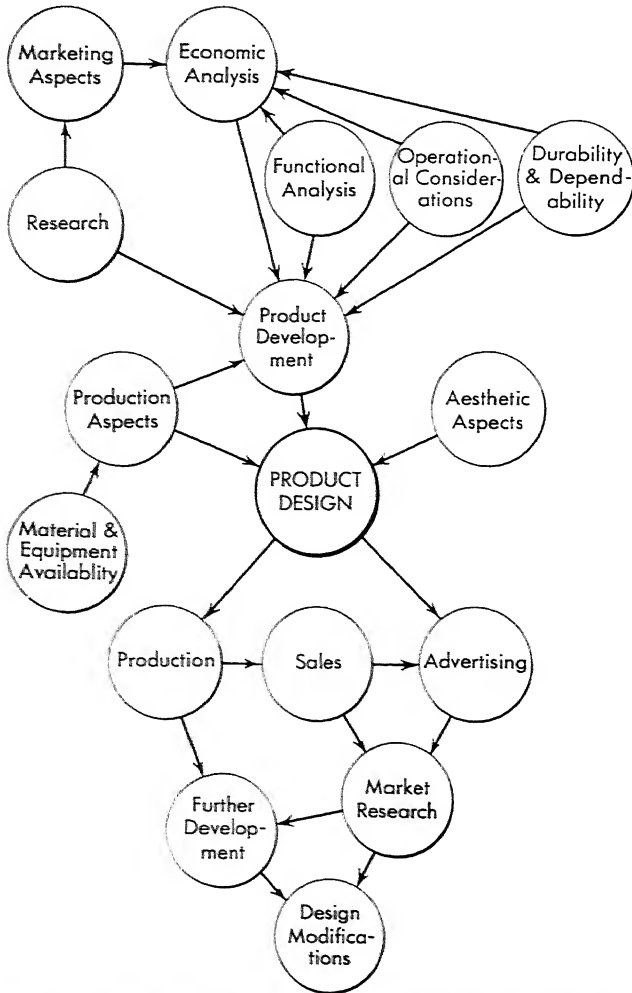 Marketing
Aspects
Economic
Analysis
Functional
Analysis
Operation-
al Consider-
ations
Durability
& Depend-
ability
Research
Product
Develop-
ment
Production
Aspects
Aesthetic
Aspects
PRODUCT
DESIGN
Material &
Equipment
Availablity
Production
Sales
Advertising
Market
Research
Further
Develop-
ment
Design
Modifica-
tions